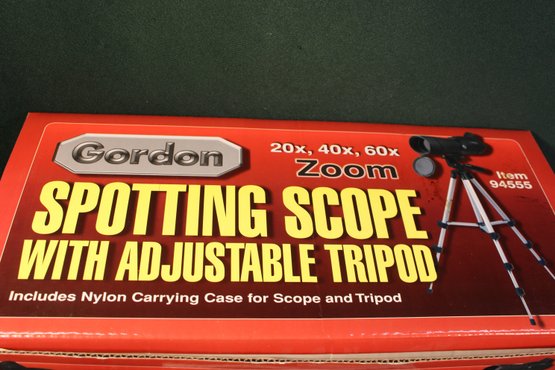 Gordon
20x, 40x, 60x
Zoom
Item
94555
SPOTTING SCOPE
WITH ADJUSTABLE TRIPOD
Includes Nylon Carrying Case for Scope and Tripod